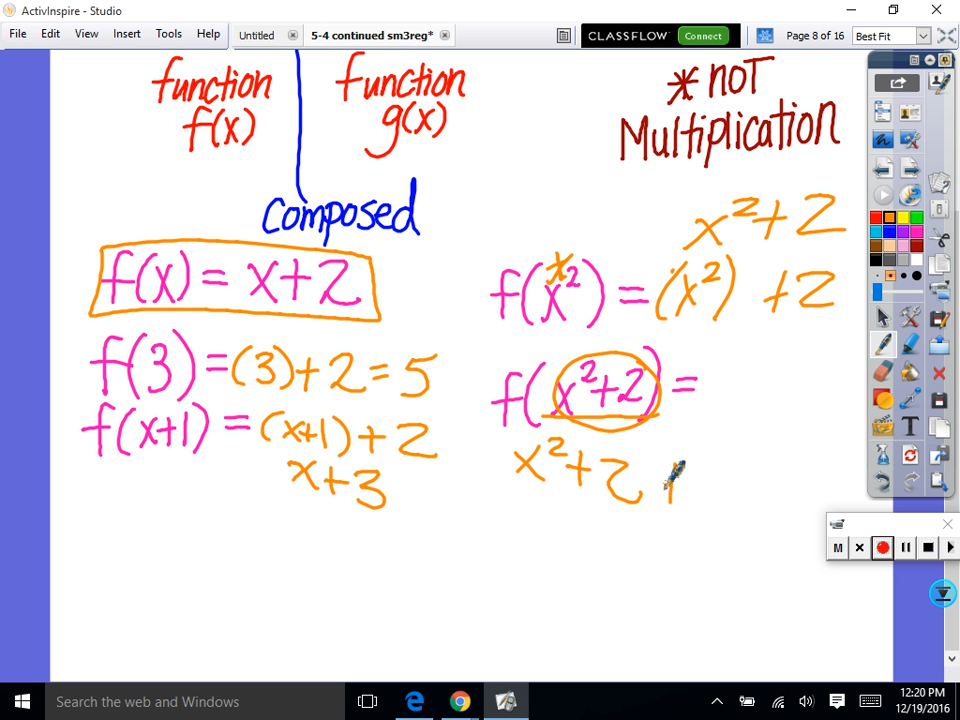 ActivInspire - Studio
File Edit View Insert Tools Help Untitled 5-4 continued sm3reg* CLASSFLOW Connect Page 8 of 16 Best Fit
function function *not
f(x) g(x) Multiplication
composed
x²+2
f(x) = x+2
x
f(x²) = (x²) +2
f(3) = (3)+2 = 5
f(x²+2) =
f(x+1) = (x+1)+2
x²+2
x+3
M
Search the web and Windows
12:20 PM
12/19/2016